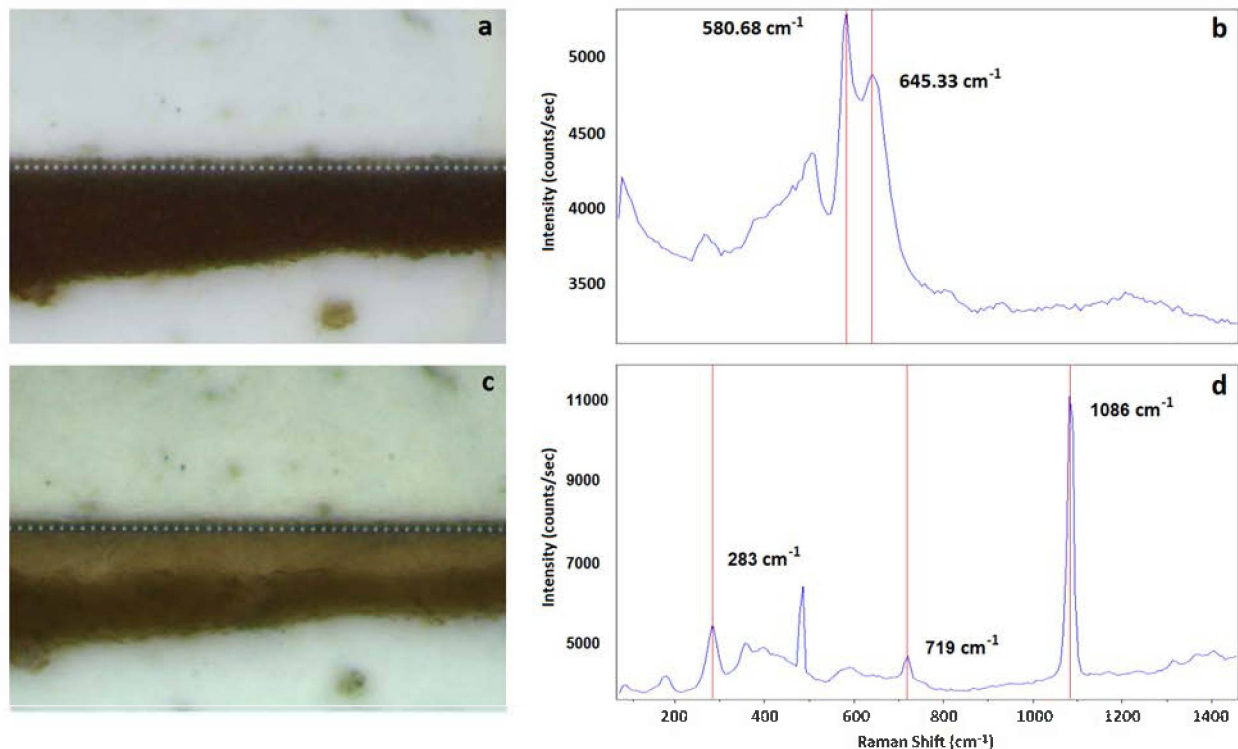 a
b
580.68 cm⁻¹
645.33 cm⁻¹
5000
4500
4000
3500
Intensity (counts/sec)
c
d
1086 cm⁻¹
283 cm⁻¹
719 cm⁻¹
11000
9000
7000
5000
Intensity (counts/sec)
200 400 600 800 1000 1200 1400
Raman Shift (cm⁻¹)